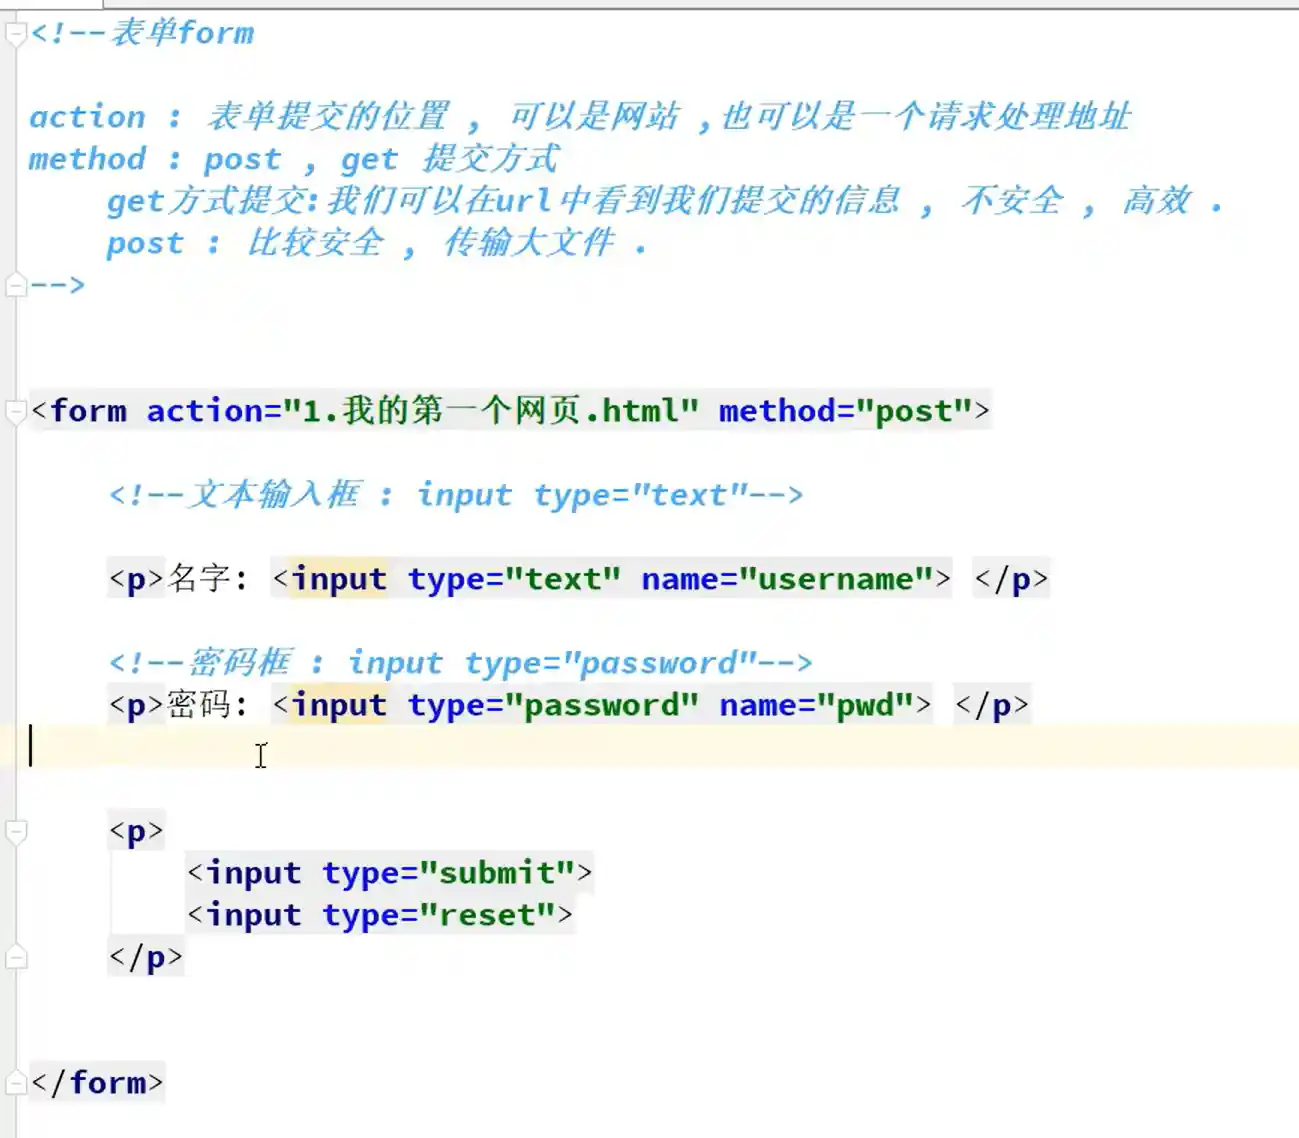 <!--表单form
action : 表单提交的位置 , 可以是网站 ,也可以是一个请求处理地址
method : post , get 提交方式
get方式提交:我们可以在url中看到我们提交的信息 , 不安全 , 高效 .
post : 比较安全 , 传输大文件 .
-->
<form action="1.我的第一个网页.html" method="post">
<!--文本输入框 : input type="text"-->
<p>名字: <input type="text" name="username"> </p>
<!--密码框 : input type="password"-->
<p>密码: <input type="password" name="pwd"> </p>
<p>
<input type="submit">
<input type="reset">
</p>
</form>